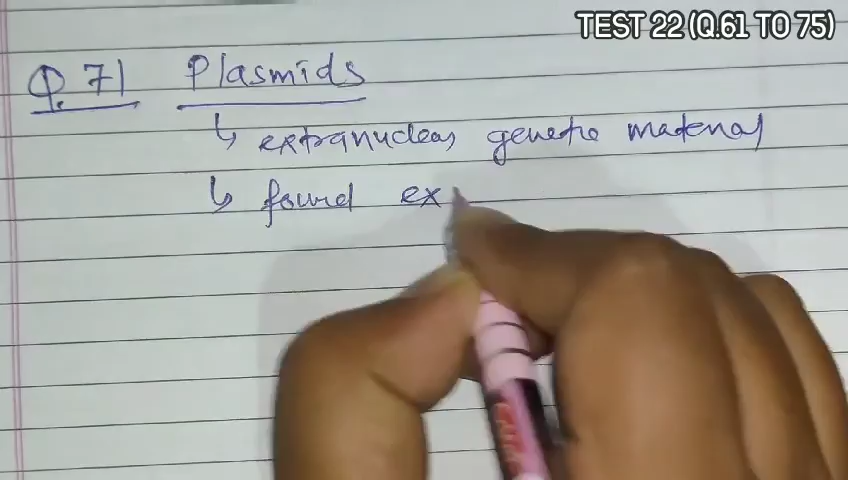 TEST 22 (Q.61 TO 75)
Q.71 Plasmids
↳ extranuclear genetic material
↳ found ex